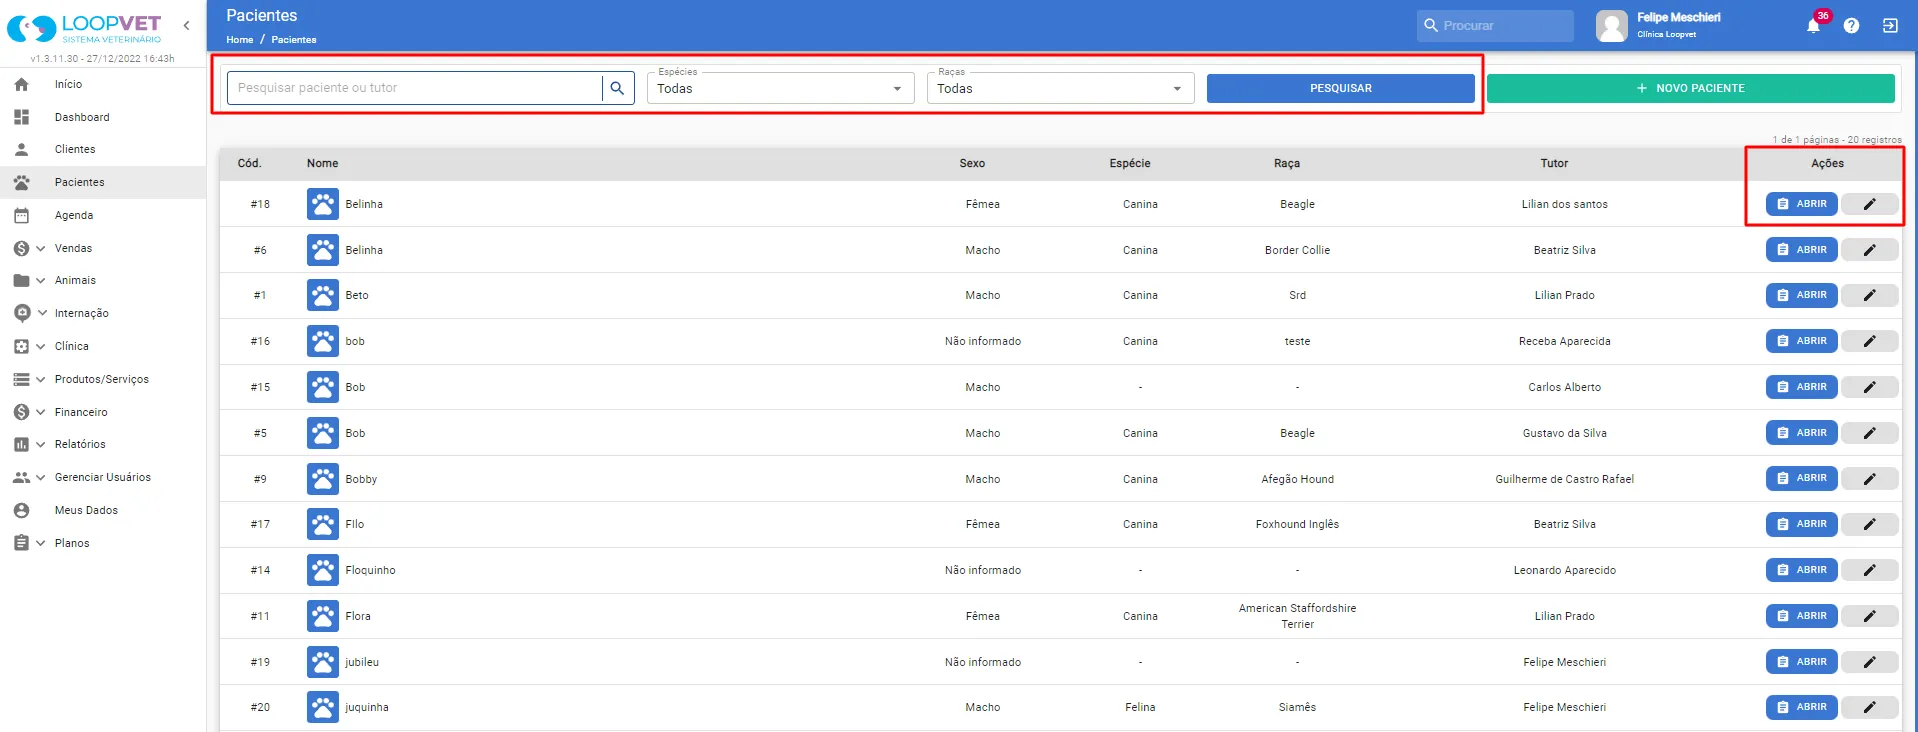 LOOPVET
SISTEMA VETERINÁRIO
v1.3.11.30 - 27/12/2022 16:43h
Início
Dashboard
Clientes
Pacientes
Agenda
Vendas
Animais
Internação
Clínica
Produtos/Serviços
Financeiro
Relatórios
Gerenciar Usuários
Meus Dados
Planos
Pacientes
Home / Pacientes
Procurar
Felipe Meschieri
Clínica Loopvet
36
Pesquisar paciente ou tutor
Espécies
Todas
Raças
Todas
PESQUISAR
+ NOVO PACIENTE
1 de 1 páginas - 20 registros
Cód. Nome Sexo Espécie Raça Tutor Ações
#18 Belinha Fêmea Canina Beagle Lilian dos santos ABRIR
#6 Belinha Macho Canina Border Collie Beatriz Silva ABRIR
#1 Beto Macho Canina Srd Lilian Prado ABRIR
#16 bob Não informado Canina teste Receba Aparecida ABRIR
#15 Bob Macho - - Carlos Alberto ABRIR
#5 Bob Macho Canina Beagle Gustavo da Silva ABRIR
#9 Bobby Macho Canina Afegão Hound Guilherme de Castro Rafael ABRIR
#17 FIlo Fêmea Canina Foxhound Inglês Beatriz Silva ABRIR
#14 Floquinho Não informado - - Leonardo Aparecido ABRIR
#11 Flora Fêmea Canina American Staffordshire Terrier Lilian Prado ABRIR
#19 jubileu Não informado - - Felipe Meschieri ABRIR
#20 juquinha Macho Felina Siamês Felipe Meschieri ABRIR